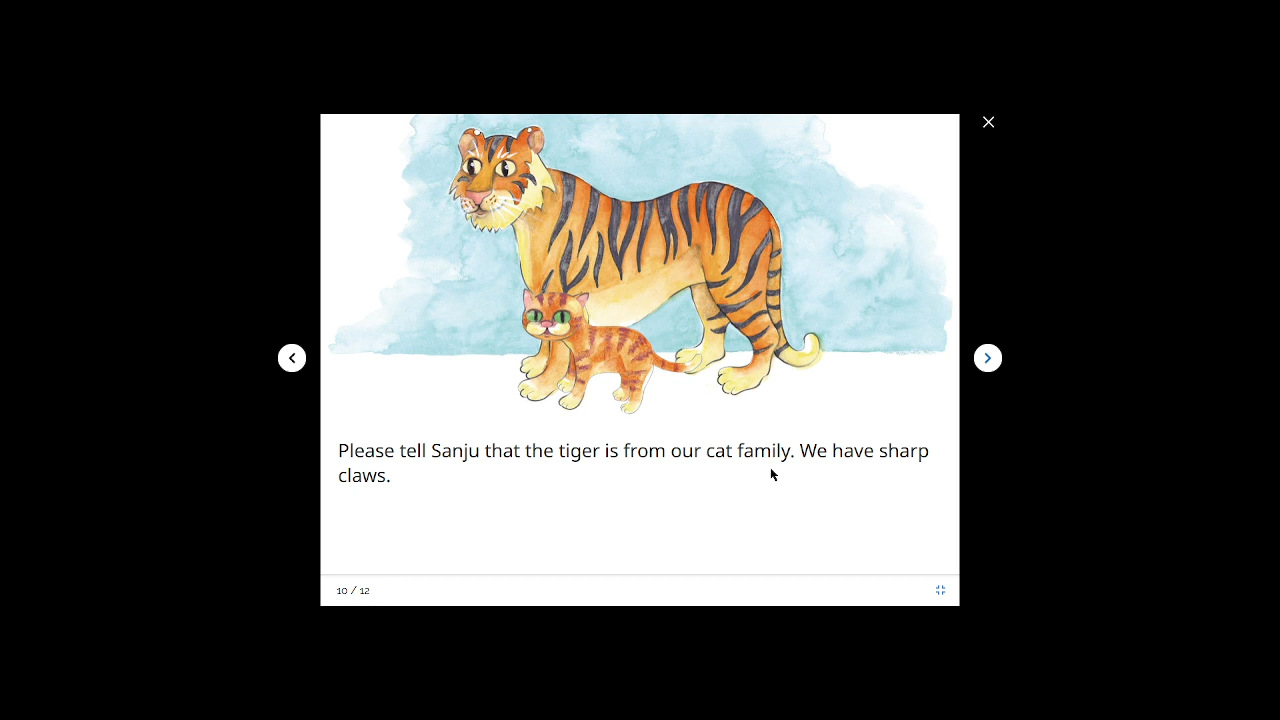 Please tell Sanju that the tiger is from our cat family. We have sharp
claws.
10 / 12